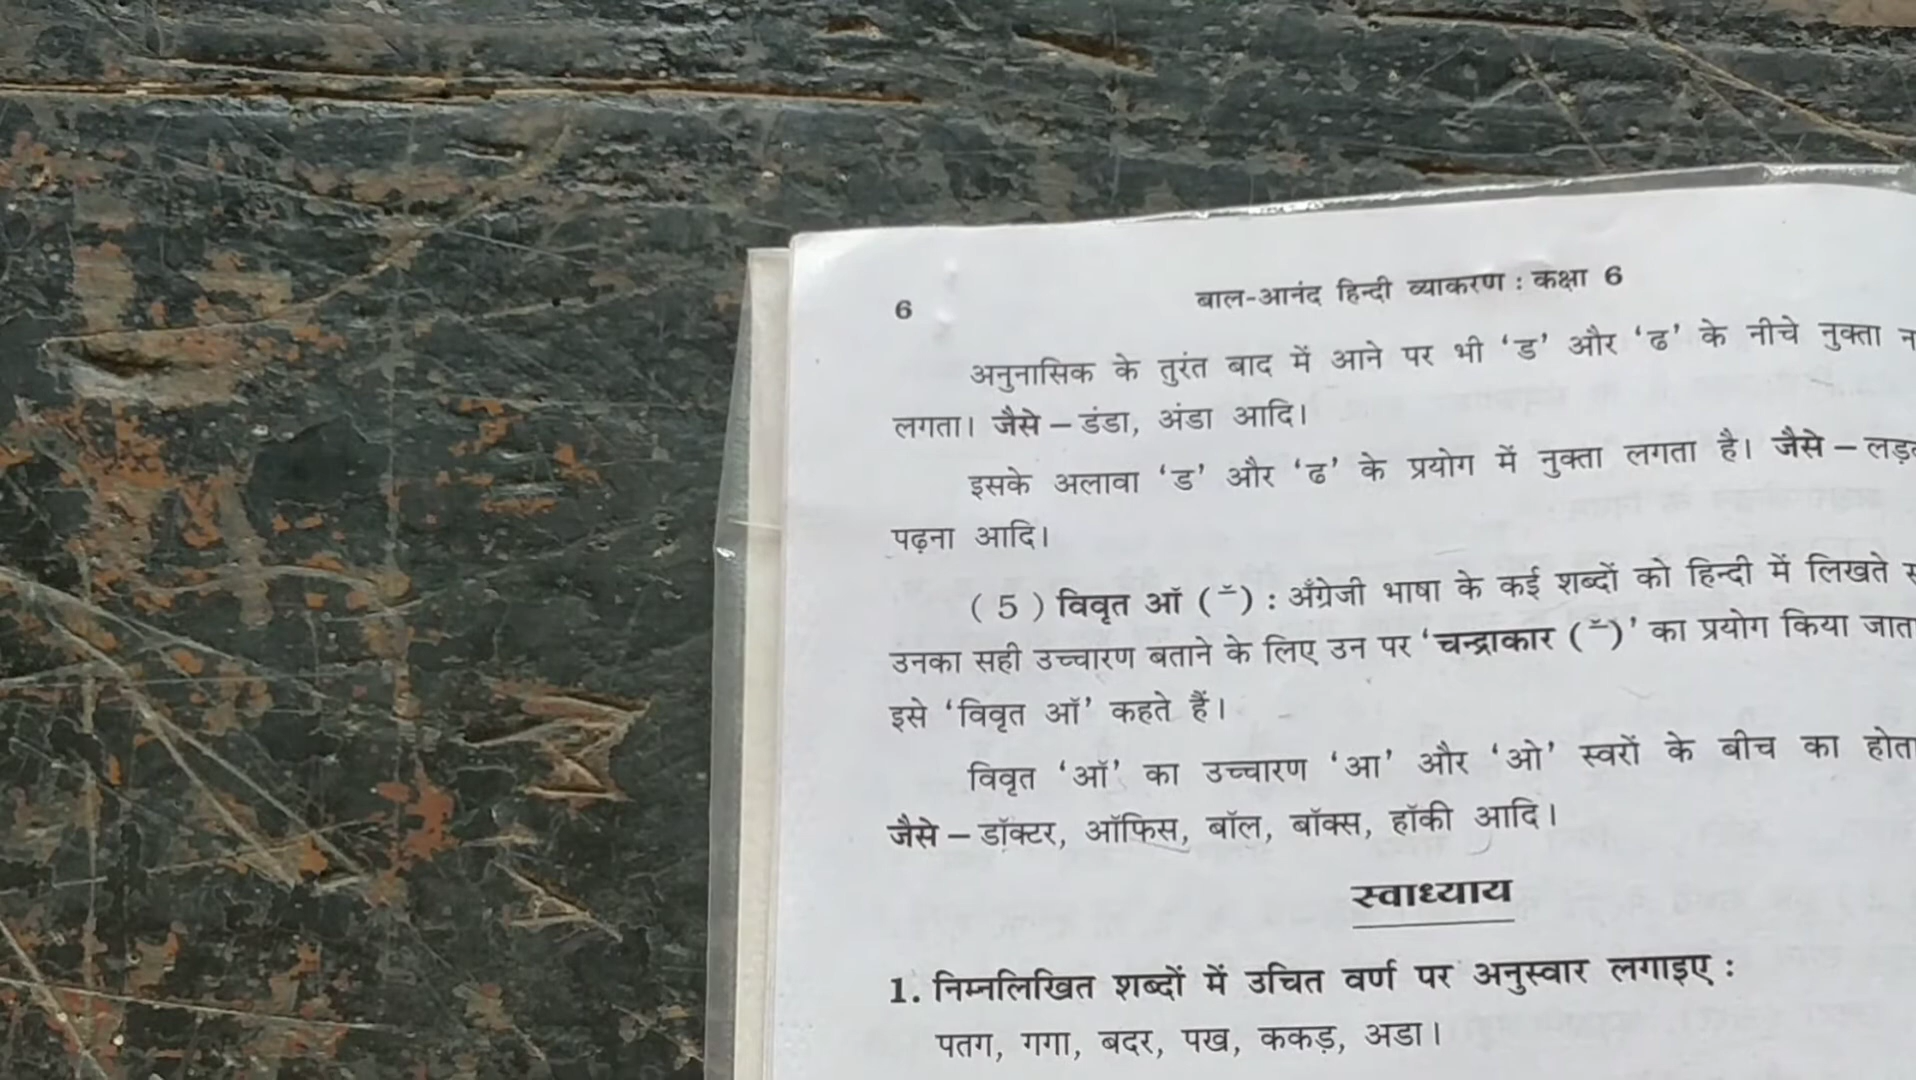 6 बाल-आनंद हिन्दी व्याकरण : कक्षा 6
अनुनासिक के तुरंत बाद में आने पर भी ‘ड’ और ‘ढ’ के नीचे नुक्ता
लगता। जैसे – डंडा, अंडा आदि।
इसके अलावा ‘ड’ और ‘ढ’ के प्रयोग में नुक्ता लगता है। जैसे –
पढ़ना आदि।
( 5 ) विवृत ऑ (ॅ) : अँग्रेजी भाषा के कई शब्दों को हिन्दी में लिखते
उनका सही उच्चारण बताने के लिए उन पर ‘चन्द्राकार (ॅ)’ का प्रयोग किया जाता
इसे ‘विवृत ऑ’ कहते हैं।
विवृत ‘ऑ’ का उच्चारण ‘आ’ और ‘ओ’ स्वरों के बीच का होता
जैसे – डॉक्टर, ऑफिस, बॉल, बॉक्स, हॉकी आदि।
स्वाध्याय
1. निम्नलिखित शब्दों में उचित वर्ण पर अनुस्वार लगाइए :
पतग, गगा, बदर, पख, ककड़, अडा।